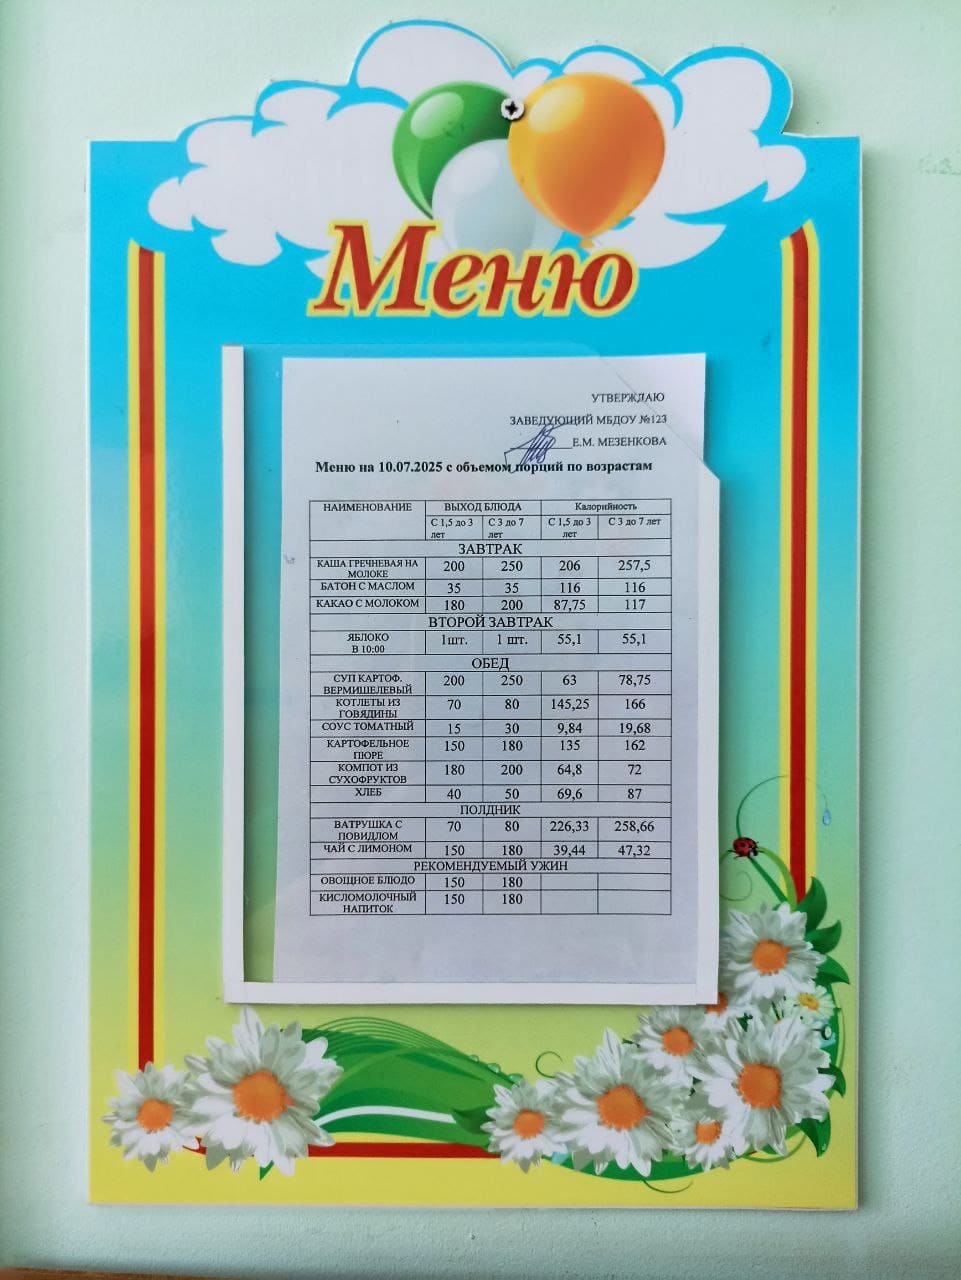 Меню
УТВЕРЖДАЮ
ЗАВЕДУЮЩИЙ МБДОУ №123
Е.М. МЕЗЕНКОВА
Меню на 10.07.2025 с объемом порций по возрастам
НАИМЕНОВАНИЕ ВЫХОД БЛЮДА Калорийность
С 1,5 до 3 лет С 3 до 7 лет С 1,5 до 3 лет С 3 до 7 лет
ЗАВТРАК
КАША ГРЕЧНЕВАЯ НА МОЛОКЕ 200 250 206 257,5
БАТОН С МАСЛОМ 35 35 116 116
КАКАО С МОЛОКОМ 180 200 87,75 117
ВТОРОЙ ЗАВТРАК
ЯБЛОКО В 10:00 1шт. 1 шт. 55,1 55,1
ОБЕД
СУП КАРТОФ. ВЕРМИШЕЛЕВЫЙ 200 250 63 78,75
КОТЛЕТЫ ИЗ ГОВЯДИНЫ 70 80 145,25 166
СОУС ТОМАТНЫЙ 15 30 9,84 19,68
КАРТОФЕЛЬНОЕ ПЮРЕ 150 180 135 162
КОМПОТ ИЗ СУХОФРУКТОВ 180 200 64,8 72
ХЛЕБ 40 50 69,6 87
ПОЛДНИК
ВАТРУШКА С ПОВИДЛОМ 70 80 226,33 258,66
ЧАЙ С ЛИМОНОМ 150 180 39,44 47,32
РЕКОМЕНДУЕМЫЙ УЖИН
ОВОЩНОЕ БЛЮДО 150 180
КИСЛОМОЛОЧНЫЙ НАПИТОК 150 180